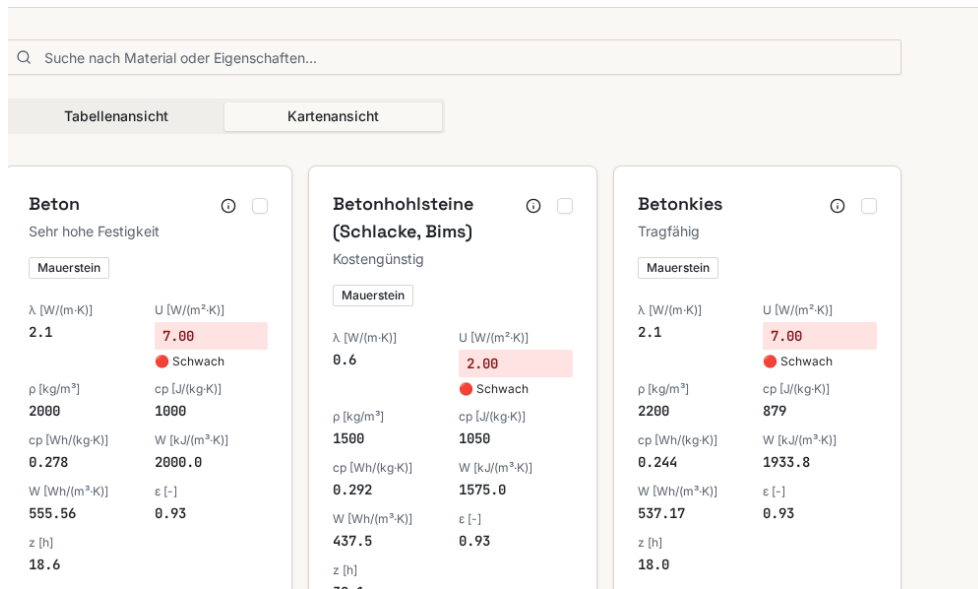 Suche nach Material oder Eigenschaften...
Tabellenansicht
Kartenansicht
Beton
Sehr hohe Festigkeit
Mauerstein
λ [W/(m·K)]
U [W/(m²·K)]
2.1
7.00
Schwach
ρ [kg/m³]
cp [J/(kg·K)]
2000
1000
cp [Wh/(kg·K)]
W [kJ/(m³·K)]
0.278
2000.0
W [Wh/(m³·K)]
ε [-]
555.56
0.93
z [h]
18.6
Betonhohlsteine
(Schlacke, Bims)
Kostengünstig
Mauerstein
λ [W/(m·K)]
U [W/(m²·K)]
0.6
2.00
Schwach
ρ [kg/m³]
cp [J/(kg·K)]
1500
1050
cp [Wh/(kg·K)]
W [kJ/(m³·K)]
0.292
1575.0
W [Wh/(m³·K)]
ε [-]
437.5
0.93
z [h]
Betonkies
Tragfähig
Mauerstein
λ [W/(m·K)]
U [W/(m²·K)]
2.1
7.00
Schwach
ρ [kg/m³]
cp [J/(kg·K)]
2200
879
cp [Wh/(kg·K)]
W [kJ/(m³·K)]
0.244
1933.8
W [Wh/(m³·K)]
ε [-]
537.17
0.93
z [h]
18.0